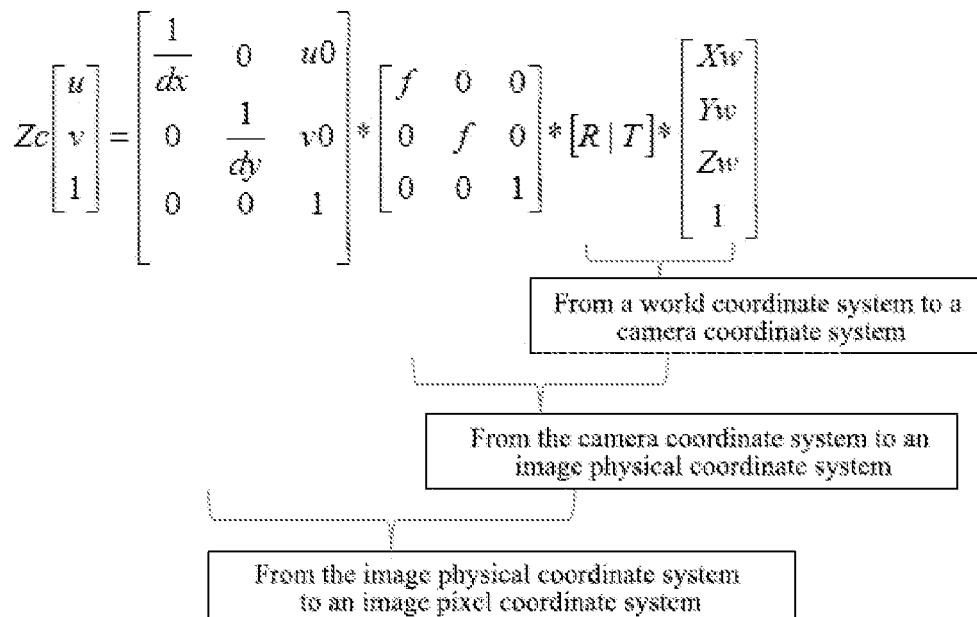 Zc [u v 1] = [1/dx 0 u0 0 1/dy v0 0 0 1] * [f 0 0 0 f 0 0 0 1] * [R | T] * [Xw Yw Zw 1]
From a world coordinate system to a
camera coordinate system
From the camera coordinate system to an
image physical coordinate system
From the image physical coordinate system
to an image pixel coordinate system